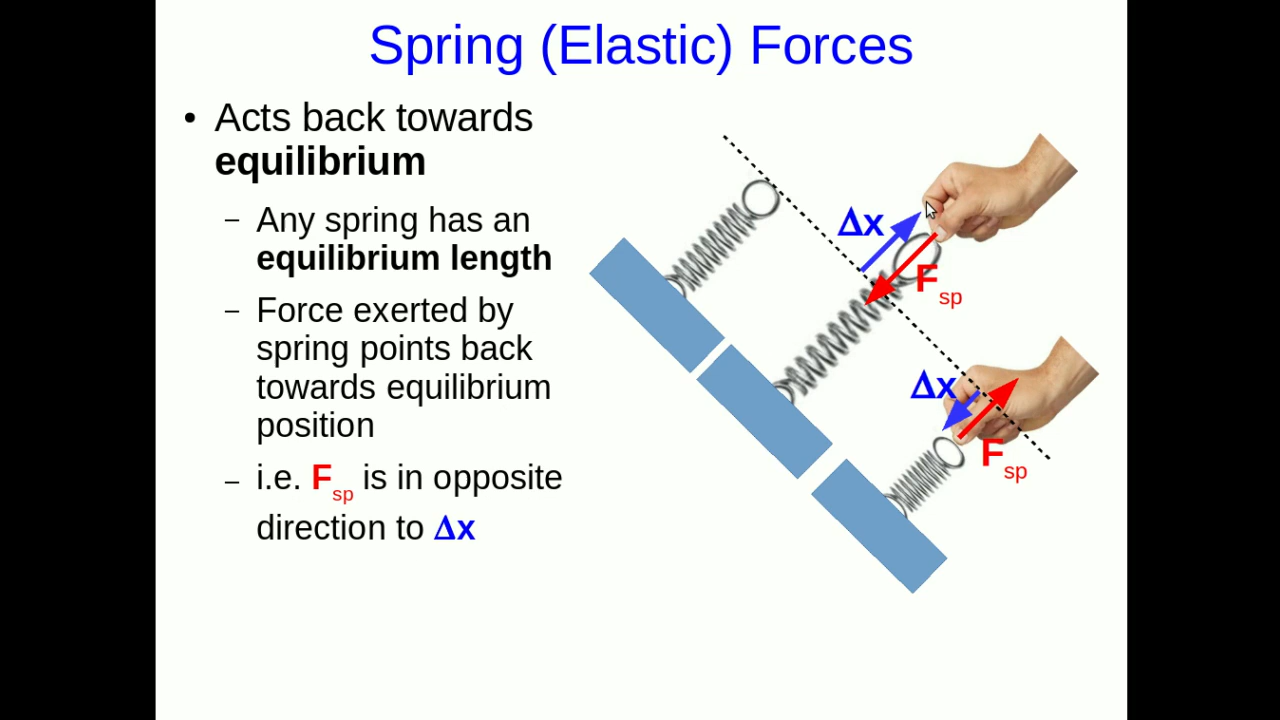 Spring (Elastic) Forces
• Acts back towards
equilibrium
– Any spring has an
equilibrium length
– Force exerted by
spring points back
towards equilibrium
position
– i.e. Fsp is in opposite
direction to Δx
Δx
Fsp
Δx
Fsp